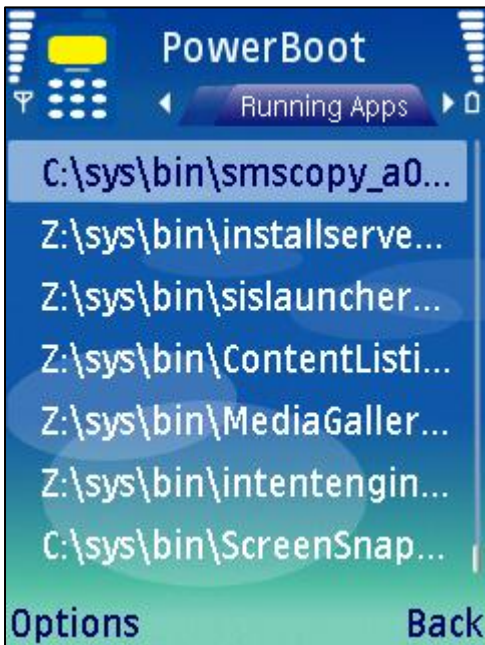 PowerBoot
Running Apps
C:\sys\bin\smscopy_a0...
Z:\sys\bin\installserve...
Z:\sys\bin\sislauncher...
Z:\sys\bin\ContentListi...
Z:\sys\bin\MediaGaller...
Z:\sys\bin\intentengin...
C:\sys\bin\ScreenSnap...
Options Back